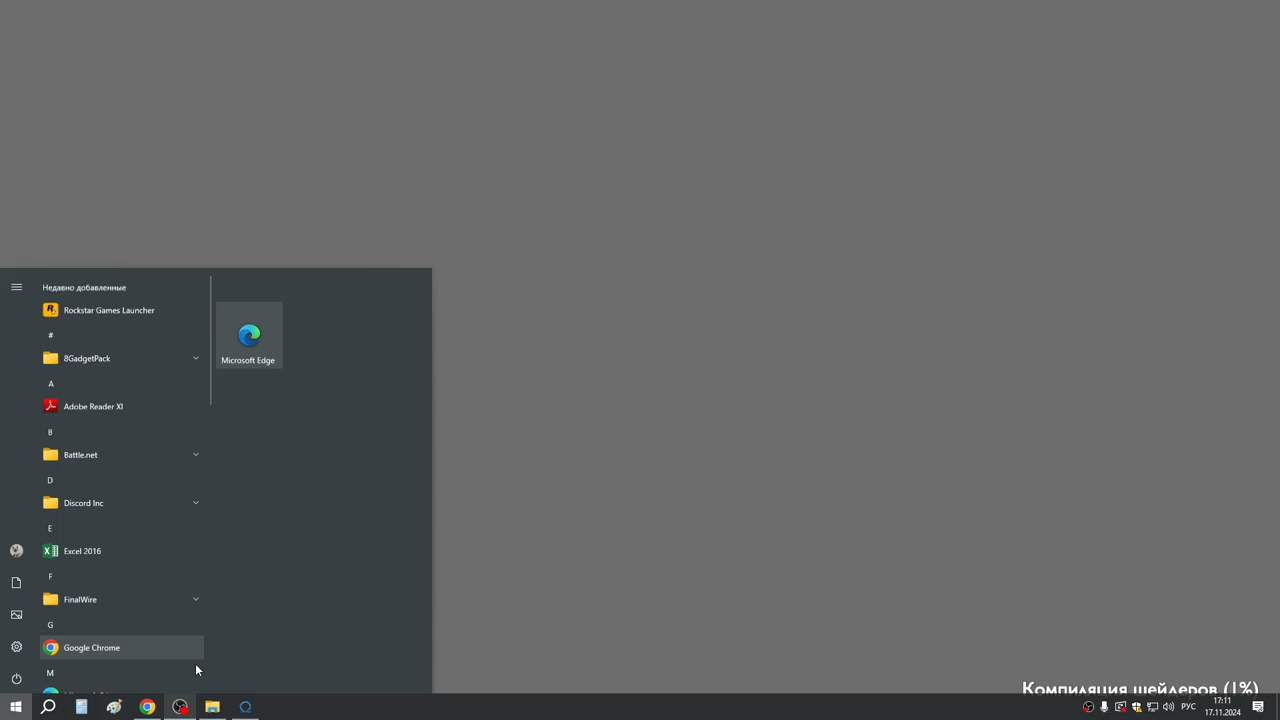 Недавно добавленные
Rockstar Games Launcher
#
8GadgetPack
A
Adobe Reader XI
B
Battle.net
D
Discord Inc
E
Excel 2016
F
FinalWire
G
Google Chrome
M
Microsoft Edge
Компиляция шейдеров (1%)
РУС
17:11
17.11.2024